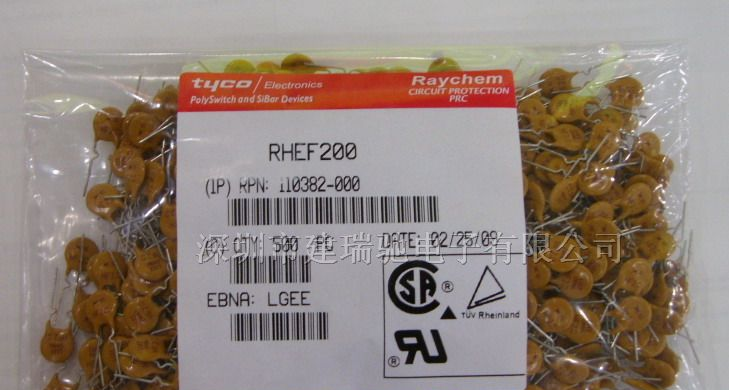 tyco / Electronics
PolySwitch and SiBar Devices
Raychem
CIRCUIT PROTECTION
PRC
RHEF200
(1P) RPN: 110382-000
QTY: 500 PC
DATE: 02/25/09
深圳市建瑞驰电子有限公司
EBNA: LGEE
TÜV Rheinland